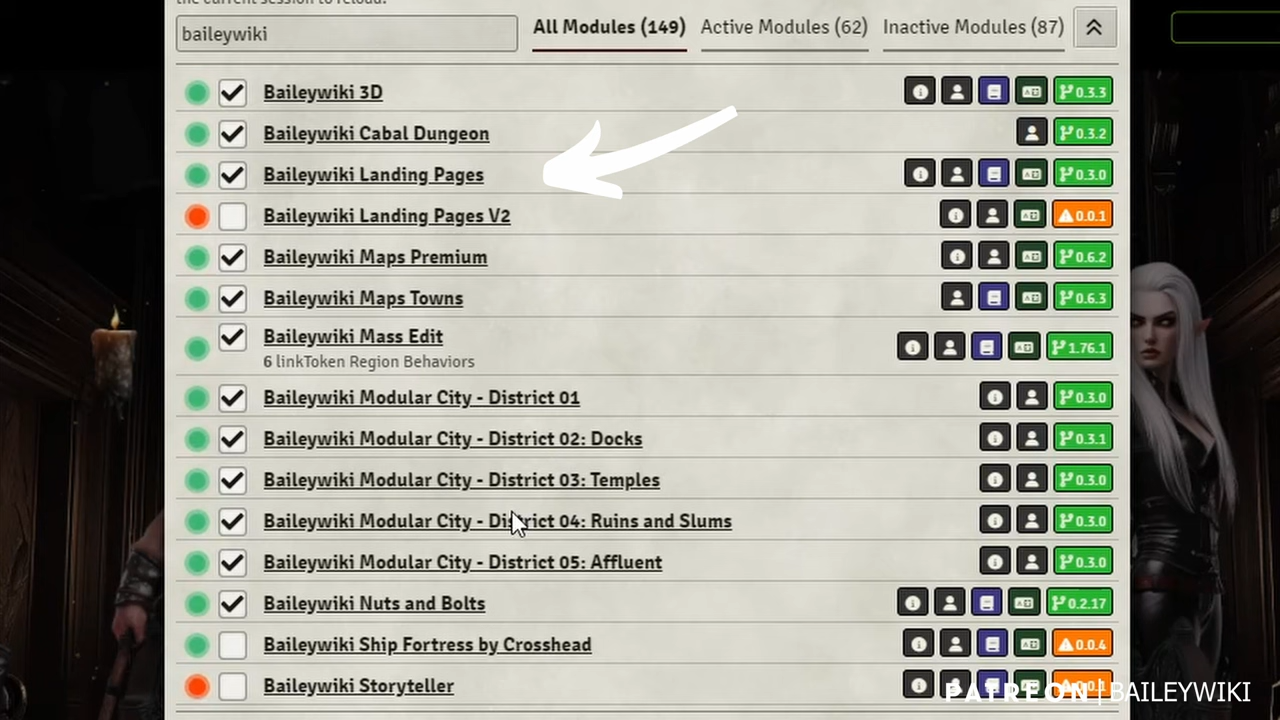 the current session to reload.
baileywiki All Modules (149) Active Modules (62) Inactive Modules (87)
Baileywiki 3D 0.3.3
Baileywiki Cabal Dungeon 0.3.2
Baileywiki Landing Pages 0.3.0
Baileywiki Landing Pages V2 0.0.1
Baileywiki Maps Premium 0.6.2
Baileywiki Maps Towns 0.6.3
Baileywiki Mass Edit 1.76.1
6 linkToken Region Behaviors
Baileywiki Modular City - District 01 0.3.0
Baileywiki Modular City - District 02: Docks 0.3.1
Baileywiki Modular City - District 03: Temples 0.3.0
Baileywiki Modular City - District 04: Ruins and Slums 0.3.0
Baileywiki Modular City - District 05: Affluent 0.3.0
Baileywiki Nuts and Bolts 0.2.17
Baileywiki Ship Fortress by Crosshead 0.0.4
Baileywiki Storyteller
PATREON | BAILEYWIKI